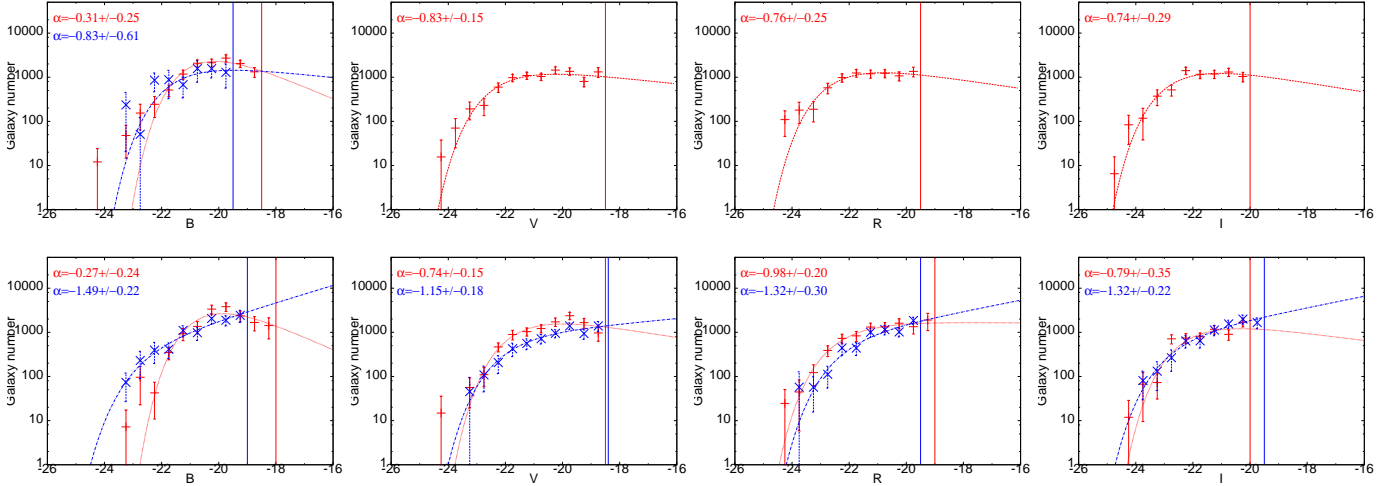 α=−0.31+/−0.25
α=−0.83+/−0.61
Galaxy number
10000
1000
100
10
1
-26 -24 -22 -20 -18 -16
B
α=−0.83+/−0.15
Galaxy number
10000
1000
100
10
1
-26 -24 -22 -20 -18 -16
V
α=−0.76+/−0.25
Galaxy number
10000
1000
100
10
1
-26 -24 -22 -20 -18 -16
R
α=−0.74+/−0.29
Galaxy number
10000
1000
100
10
1
-26 -24 -22 -20 -18 -16
I
α=−0.27+/−0.24
α=−1.49+/−0.22
Galaxy number
10000
1000
100
10
1
-26 -24 -22 -20 -18 -16
B
α=−0.74+/−0.15
α=−1.15+/−0.18
Galaxy number
10000
1000
100
10
1
-26 -24 -22 -20 -18 -16
V
α=−0.98+/−0.20
α=−1.32+/−0.30
Galaxy number
10000
1000
100
10
1
-26 -24 -22 -20 -18 -16
R
α=−0.79+/−0.35
α=−1.32+/−0.22
Galaxy number
10000
1000
100
10
1
-26 -24 -22 -20 -18 -16
I